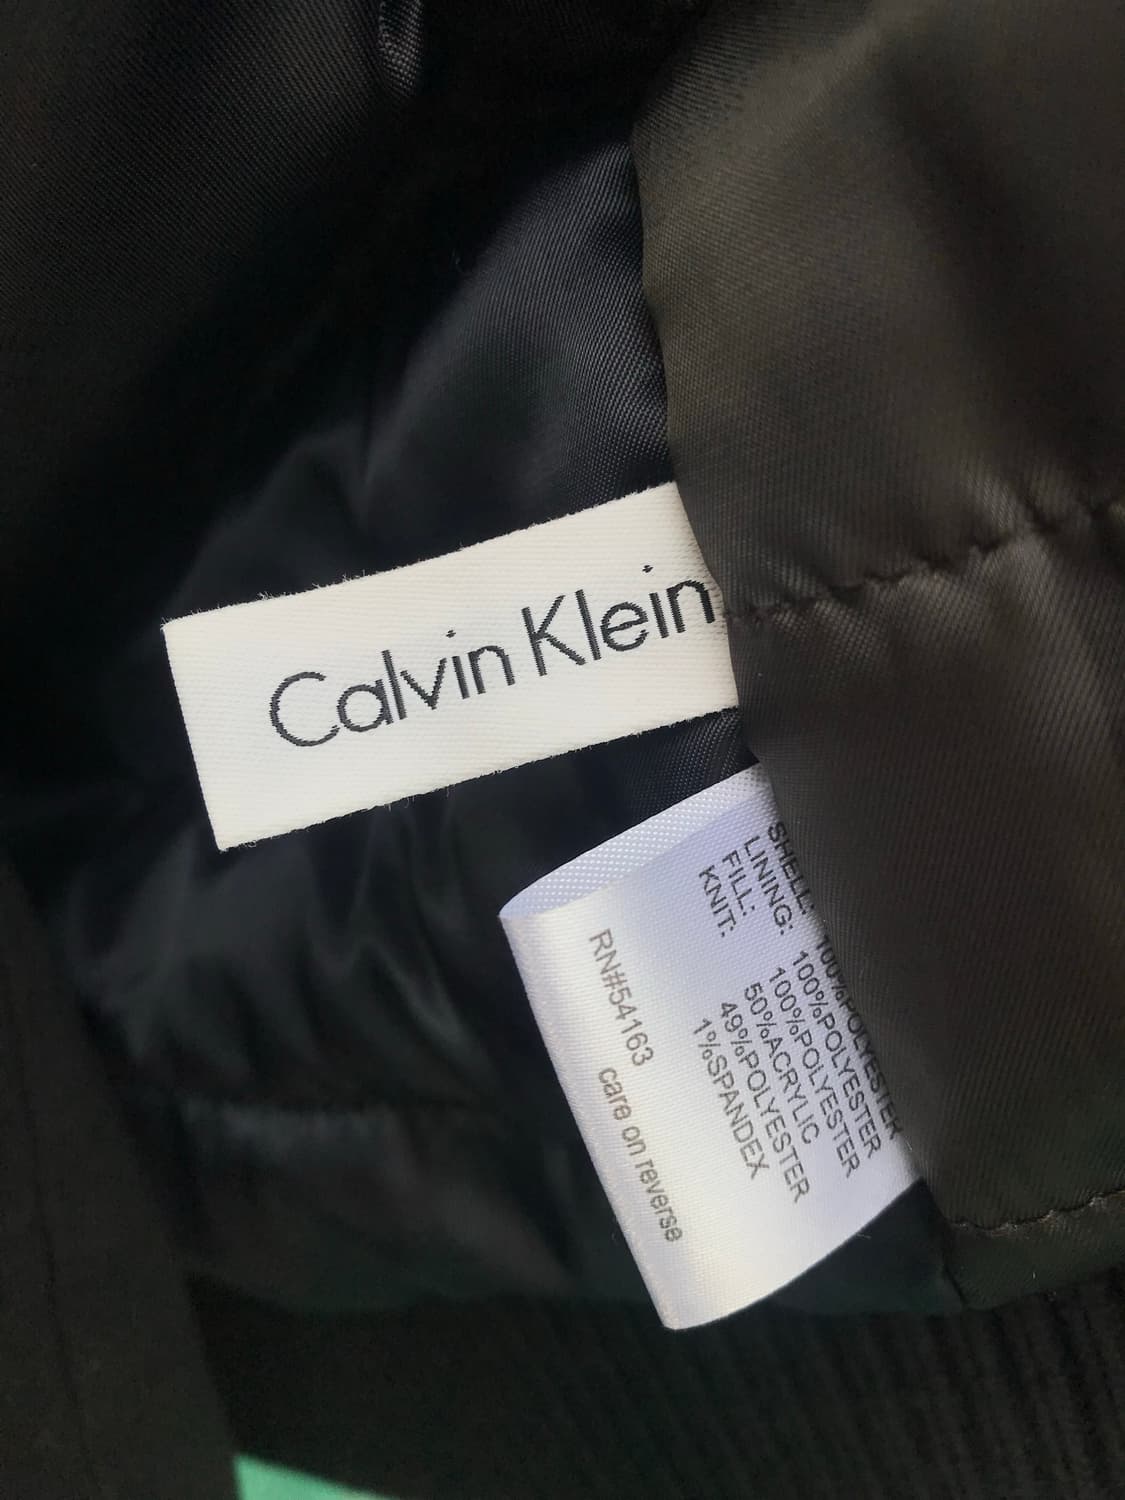 Calvin Klein
SHELL: 100%POLYESTER
LINING: 100%POLYESTER
FILL: 100%POLYESTER
KNIT: 50%ACRYLIC
49%POLYESTER
1%SPANDEX
RN#54163 care on reverse